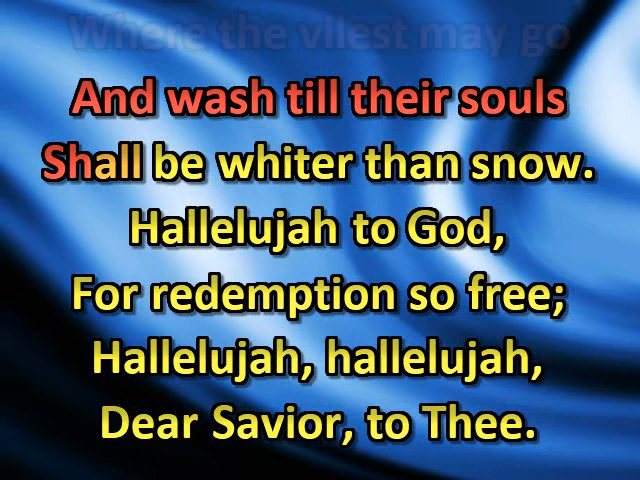 Where the vilest may go
And wash till their souls
Shall be whiter than snow.
Hallelujah to God,
For redemption so free;
Hallelujah, hallelujah,
Dear Savior, to Thee.